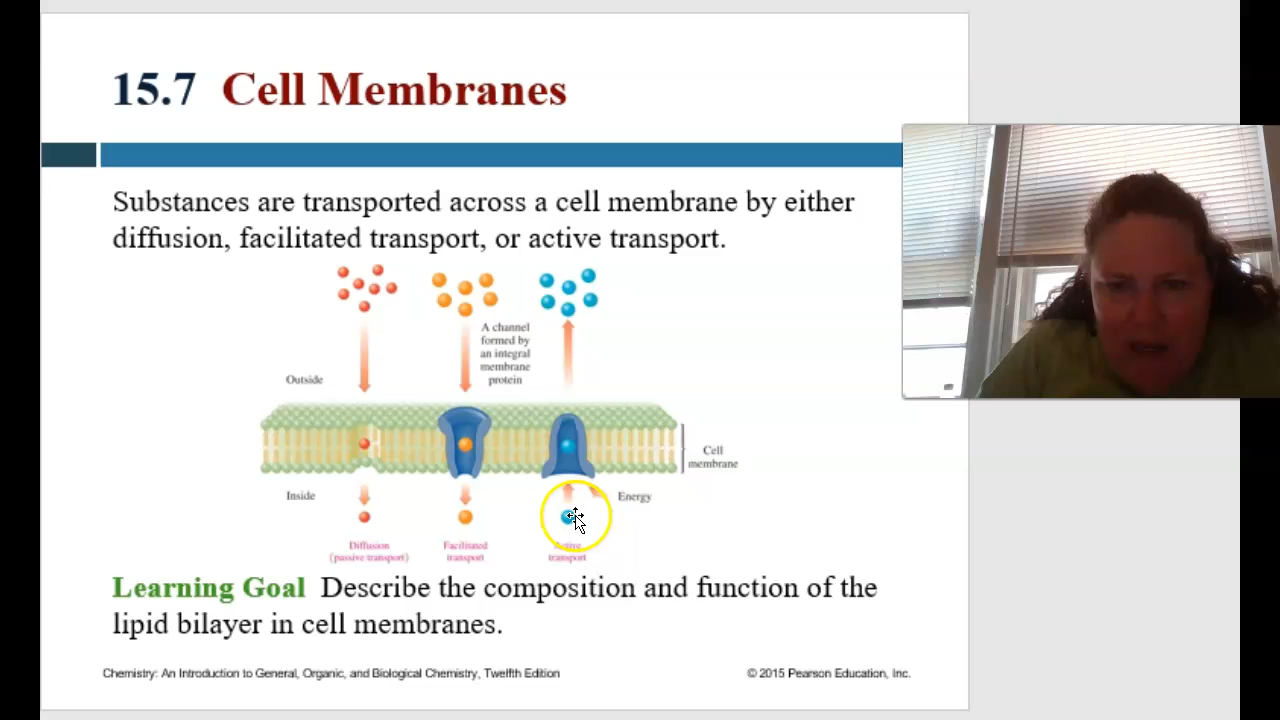 15.7 Cell Membranes
Substances are transported across a cell membrane by either
diffusion, facilitated transport, or active transport.
A channel
formed by
an integral
membrane
protein
Outside
Cell
membrane
Inside
Energy
Diffusion
(passive transport)
Facilitated
transport
Active
transport
Learning Goal Describe the composition and function of the
lipid bilayer in cell membranes.
Chemistry: An Introduction to General, Organic, and Biological Chemistry, Twelfth Edition
© 2015 Pearson Education, Inc.